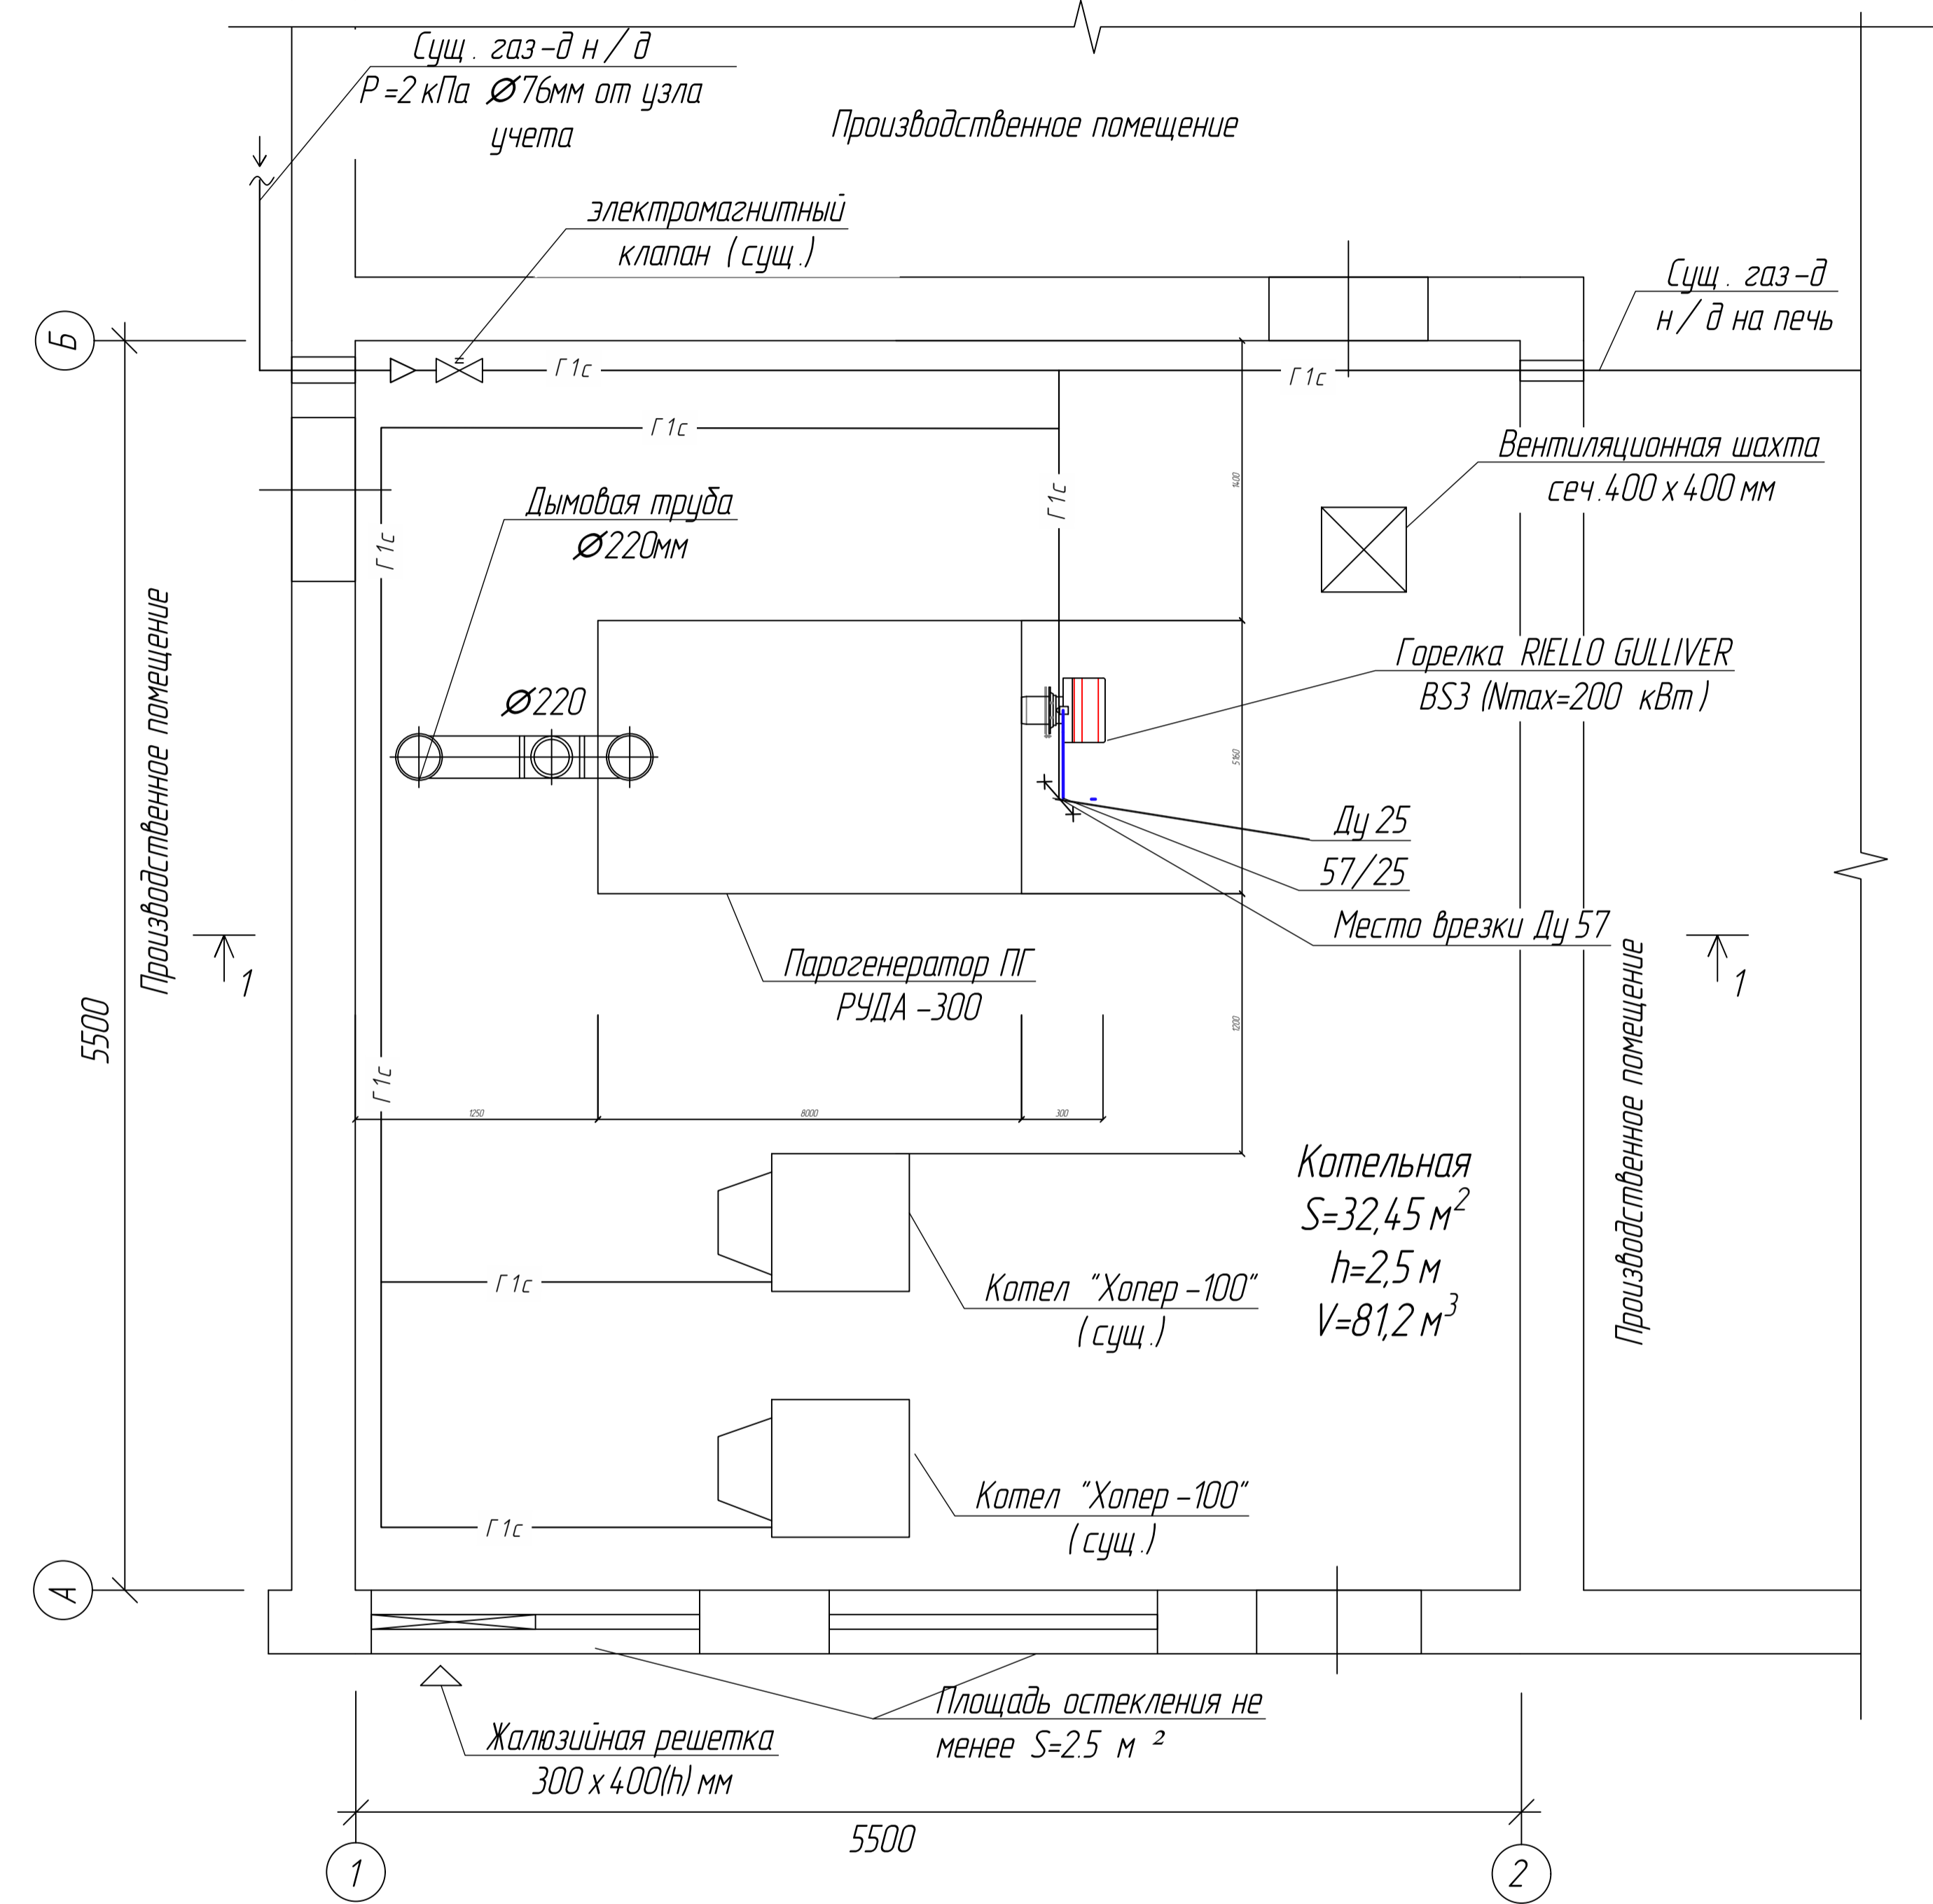 Сущ. газ-д н/д
Р=2 кПа Ø76мм от узла
учета
Производственное помещение
электромагнитный
клапан (сущ.)
Сущ. газ-д
н/д на печь
Б
Г1с
Г1с
Г1с
Г1с
Г1с
1400
Вентиляционная шахта
сеч.400 х 400 мм
Дымовая труба
Ø220мм
Производственное помещение
Горелка RIELLO GULLIVER
BS3 (Nmax=200 кВт)
Ø220
5160
Ду 25
57/25
Место врезки Ду 57
Парогенератор ПГ
РУДА -300
1
1
5500
1200
Г1с
1250
8000
300
Производственное помещение
Котельная
S=32,45 м²
h=2,5 м
V=81,2 м³
Г1с
Котел "Хопер -100"
(сущ.)
Г1с
Котел "Хопер -100"
(сущ.)
А
Площадь остекления не
менее S=2.5 м ²
Жалюзийная решетка
300 х 400(h) мм
5500
1
2